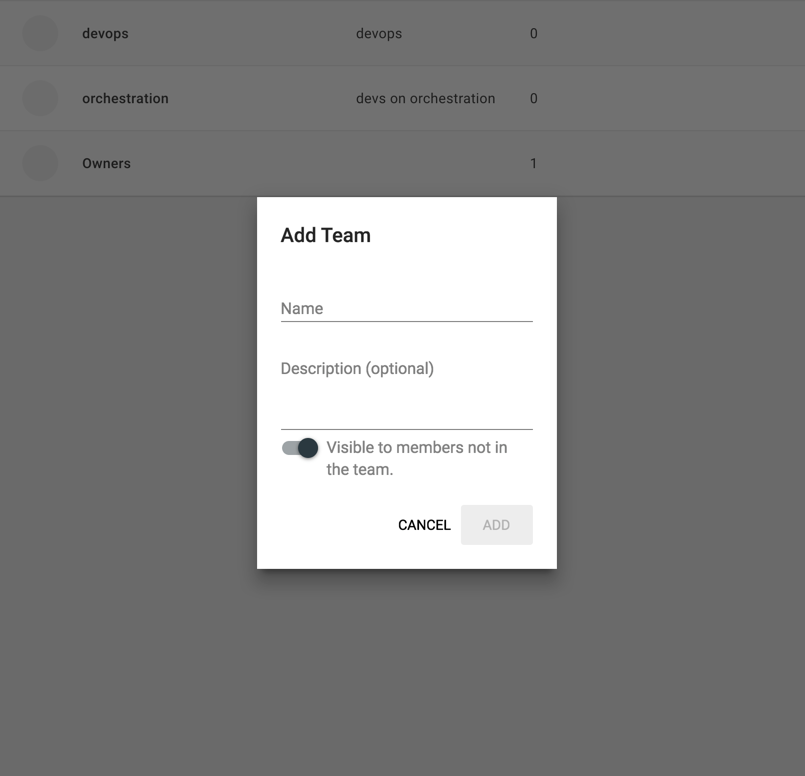 devops devops 0
orchestration devs on orchestration 0
Owners 1
Add Team
Name
Description (optional)
Visible to members not in
the team.
CANCEL ADD